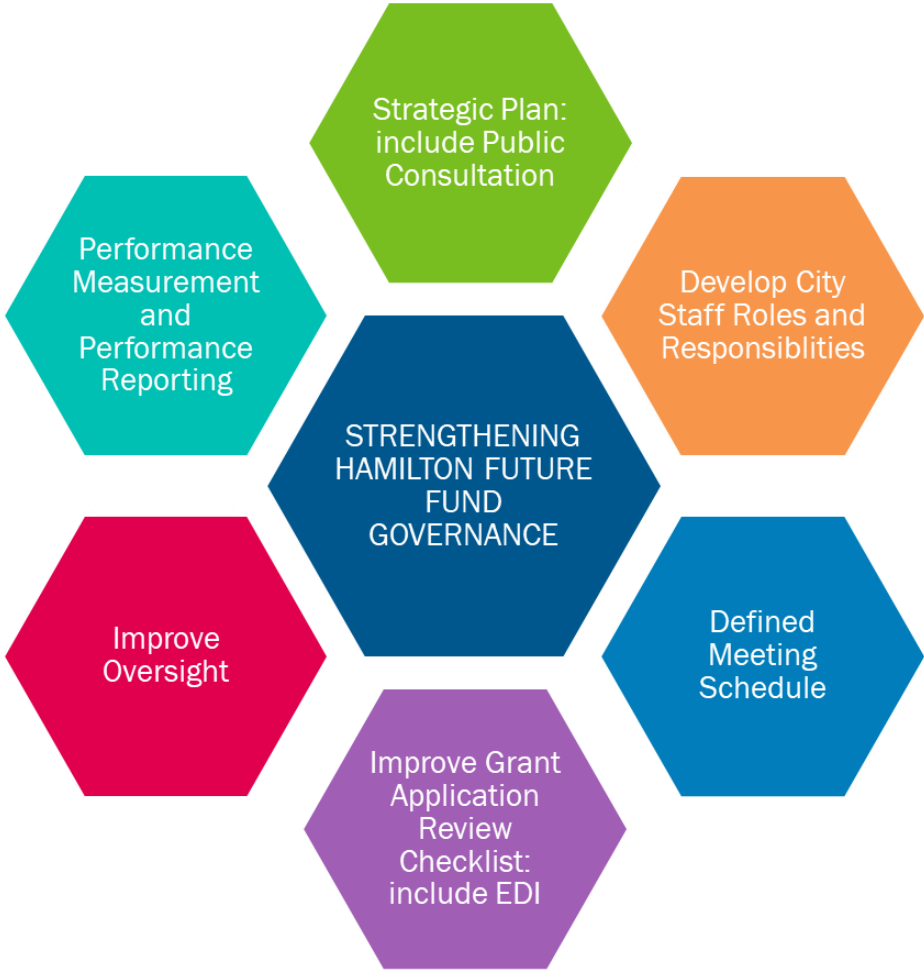 Strategic Plan:
include Public
Consultation
Performance
Measurement
and
Performance
Reporting
Develop City
Staff Roles and
Responsiblities
STRENGTHENING
HAMILTON FUTURE
FUND
GOVERNANCE
Improve
Oversight
Defined
Meeting
Schedule
Improve Grant
Application
Review
Checklist:
include EDI